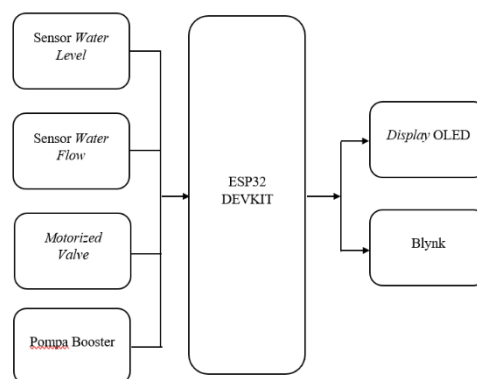 Sensor Water
Level
Sensor Water
Flow
Motorized
Valve
Pompa Booster
ESP32
DEVKIT
Display OLED
Blynk